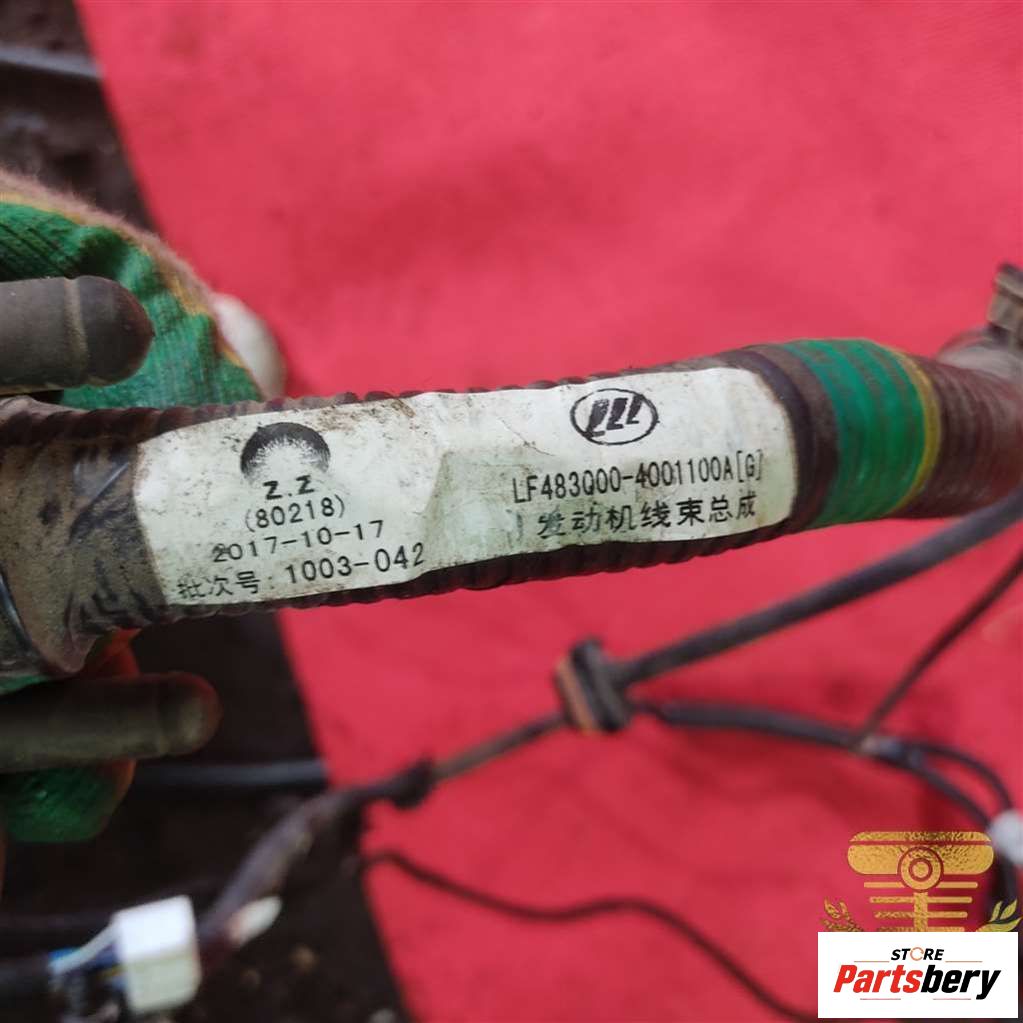 Z.Z
(80218)
2017-10-17
批次号: 1003-042
LF483Q00-4001100A[G]
发动机线束总成
STORE
Partsbery